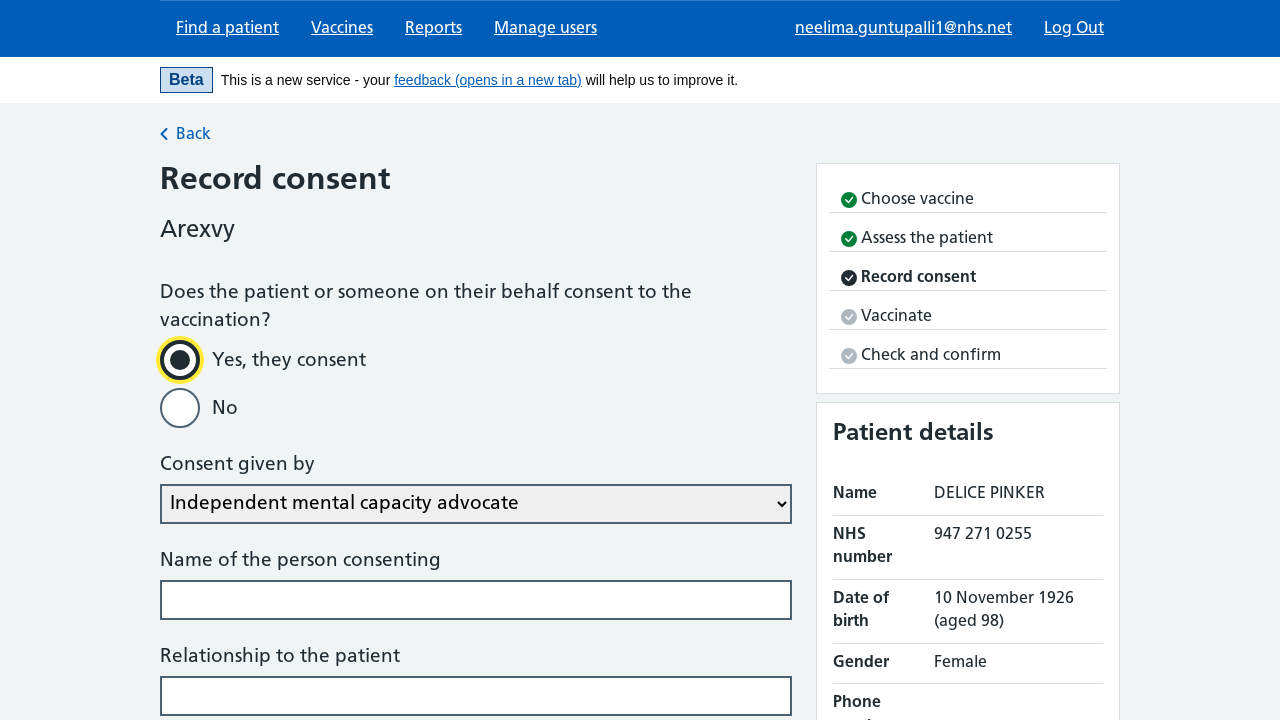 Find a patient Vaccines Reports Manage users neelima.guntupalli1@nhs.net Log Out
Beta This is a new service - your feedback (opens in a new tab) will help us to improve it.
Back
Record consent
Arexvy
Does the patient or someone on their behalf consent to the
vaccination?
Yes, they consent
No
Consent given by
Independent mental capacity advocate
Name of the person consenting
Relationship to the patient
Choose vaccine
Assess the patient
Record consent
Vaccinate
Check and confirm
Patient details
Name DELICE PINKER
NHS 947 271 0255
number
Date of 10 November 1926
birth (aged 98)
Gender Female
Phone